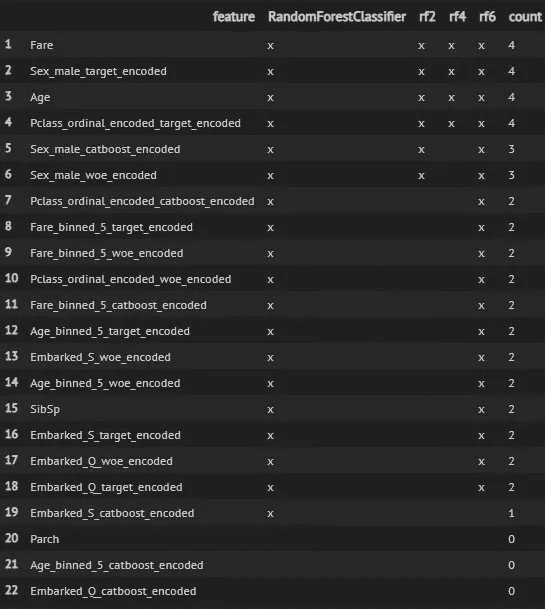 feature RandomForestClassifier rf2 rf4 rf6 count
1 Fare x x x x 4
2 Sex_male_target_encoded x x x x 4
3 Age x x x x 4
4 Pclass_ordinal_encoded_target_encoded x x x x 4
5 Sex_male_catboost_encoded x x x 3
6 Sex_male_woe_encoded x x x 3
7 Pclass_ordinal_encoded_catboost_encoded x x 2
8 Fare_binned_5_target_encoded x x 2
9 Fare_binned_5_woe_encoded x x 2
10 Pclass_ordinal_encoded_woe_encoded x x 2
11 Fare_binned_5_catboost_encoded x x 2
12 Age_binned_5_target_encoded x x 2
13 Embarked_S_woe_encoded x x 2
14 Age_binned_5_woe_encoded x x 2
15 SibSp x x 2
16 Embarked_S_target_encoded x x 2
17 Embarked_Q_woe_encoded x x 2
18 Embarked_Q_target_encoded x x 2
19 Embarked_S_catboost_encoded x 1
20 Parch 0
21 Age_binned_5_catboost_encoded 0
22 Embarked_Q_catboost_encoded 0